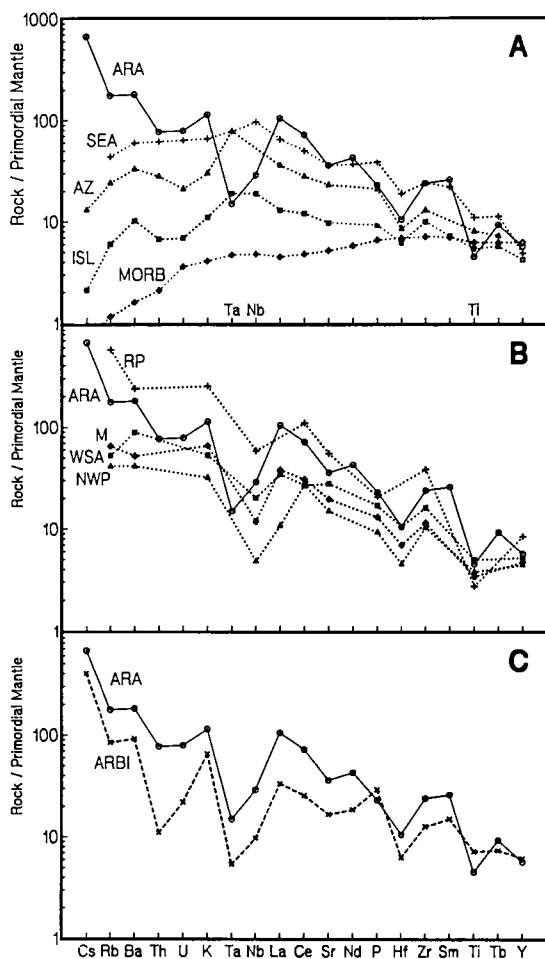 1000
A
ARA
Rock / Primordial Mantle
100
SEA
AZ
10
ISL
MORB
Ta Nb
Ti
1
B
RP
ARA
Rock / Primordial Mantle
100
M
WSA
NWP
10
1
C
ARA
Rock / Primordial Mantle
100
ARBI
10
1
Cs Rb Ba Th U K Ta Nb La Ce Sr Nd P Hf Zr Sm Ti Tb Y